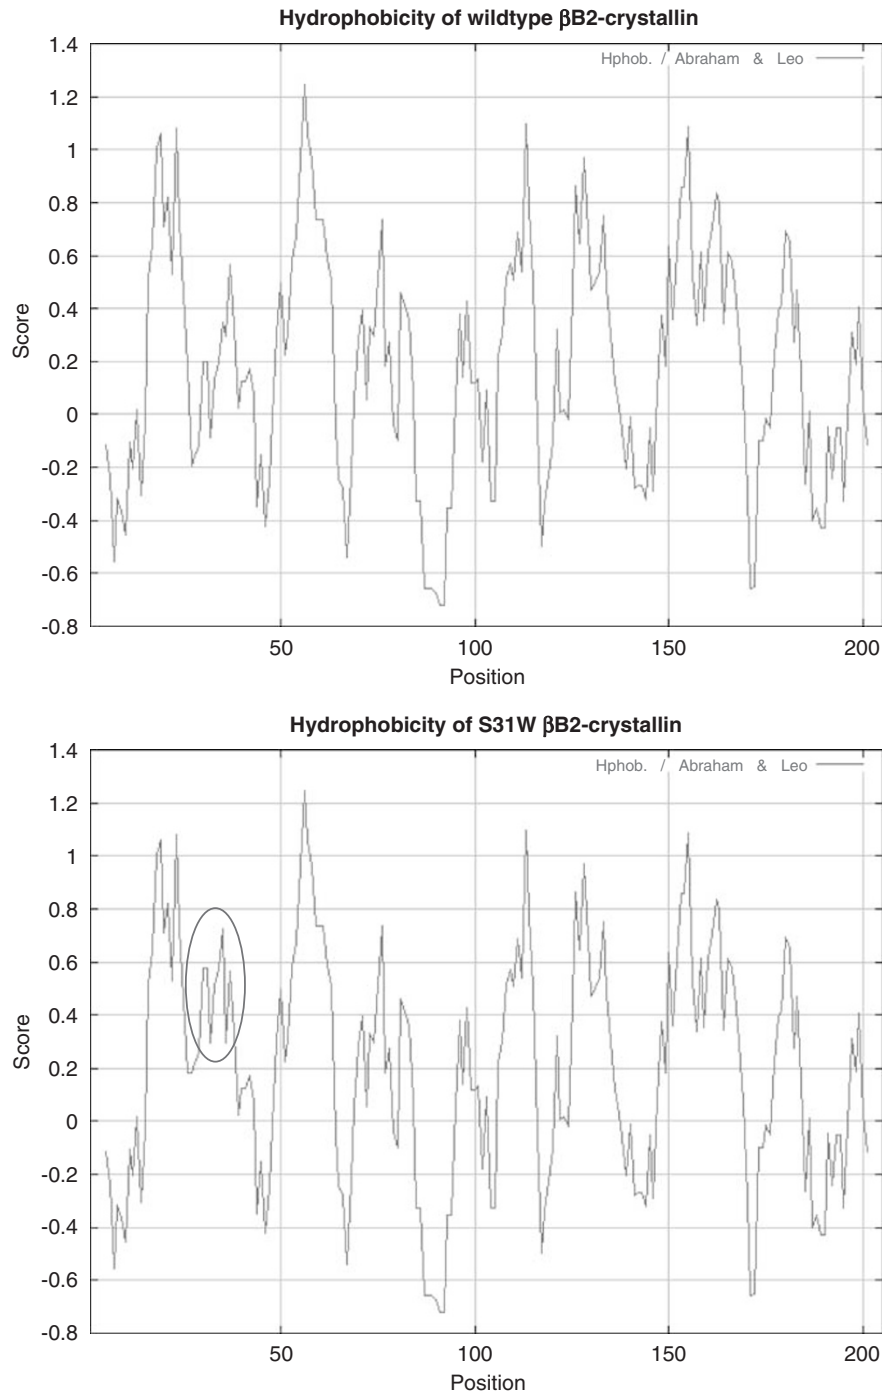 Hydrophobicity of wildtype βB2-crystallin
1.4
Hphob. / Abraham & Leo
1.2
1
0.8
0.6
0.4
0.2
0
-0.2
-0.4
-0.6
-0.8
Score
50 100 150 200
Position
Hydrophobicity of S31W βB2-crystallin
1.4
Hphob. / Abraham & Leo
1.2
1
0.8
0.6
0.4
0.2
0
-0.2
-0.4
-0.6
-0.8
Score
50 100 150 200
Position